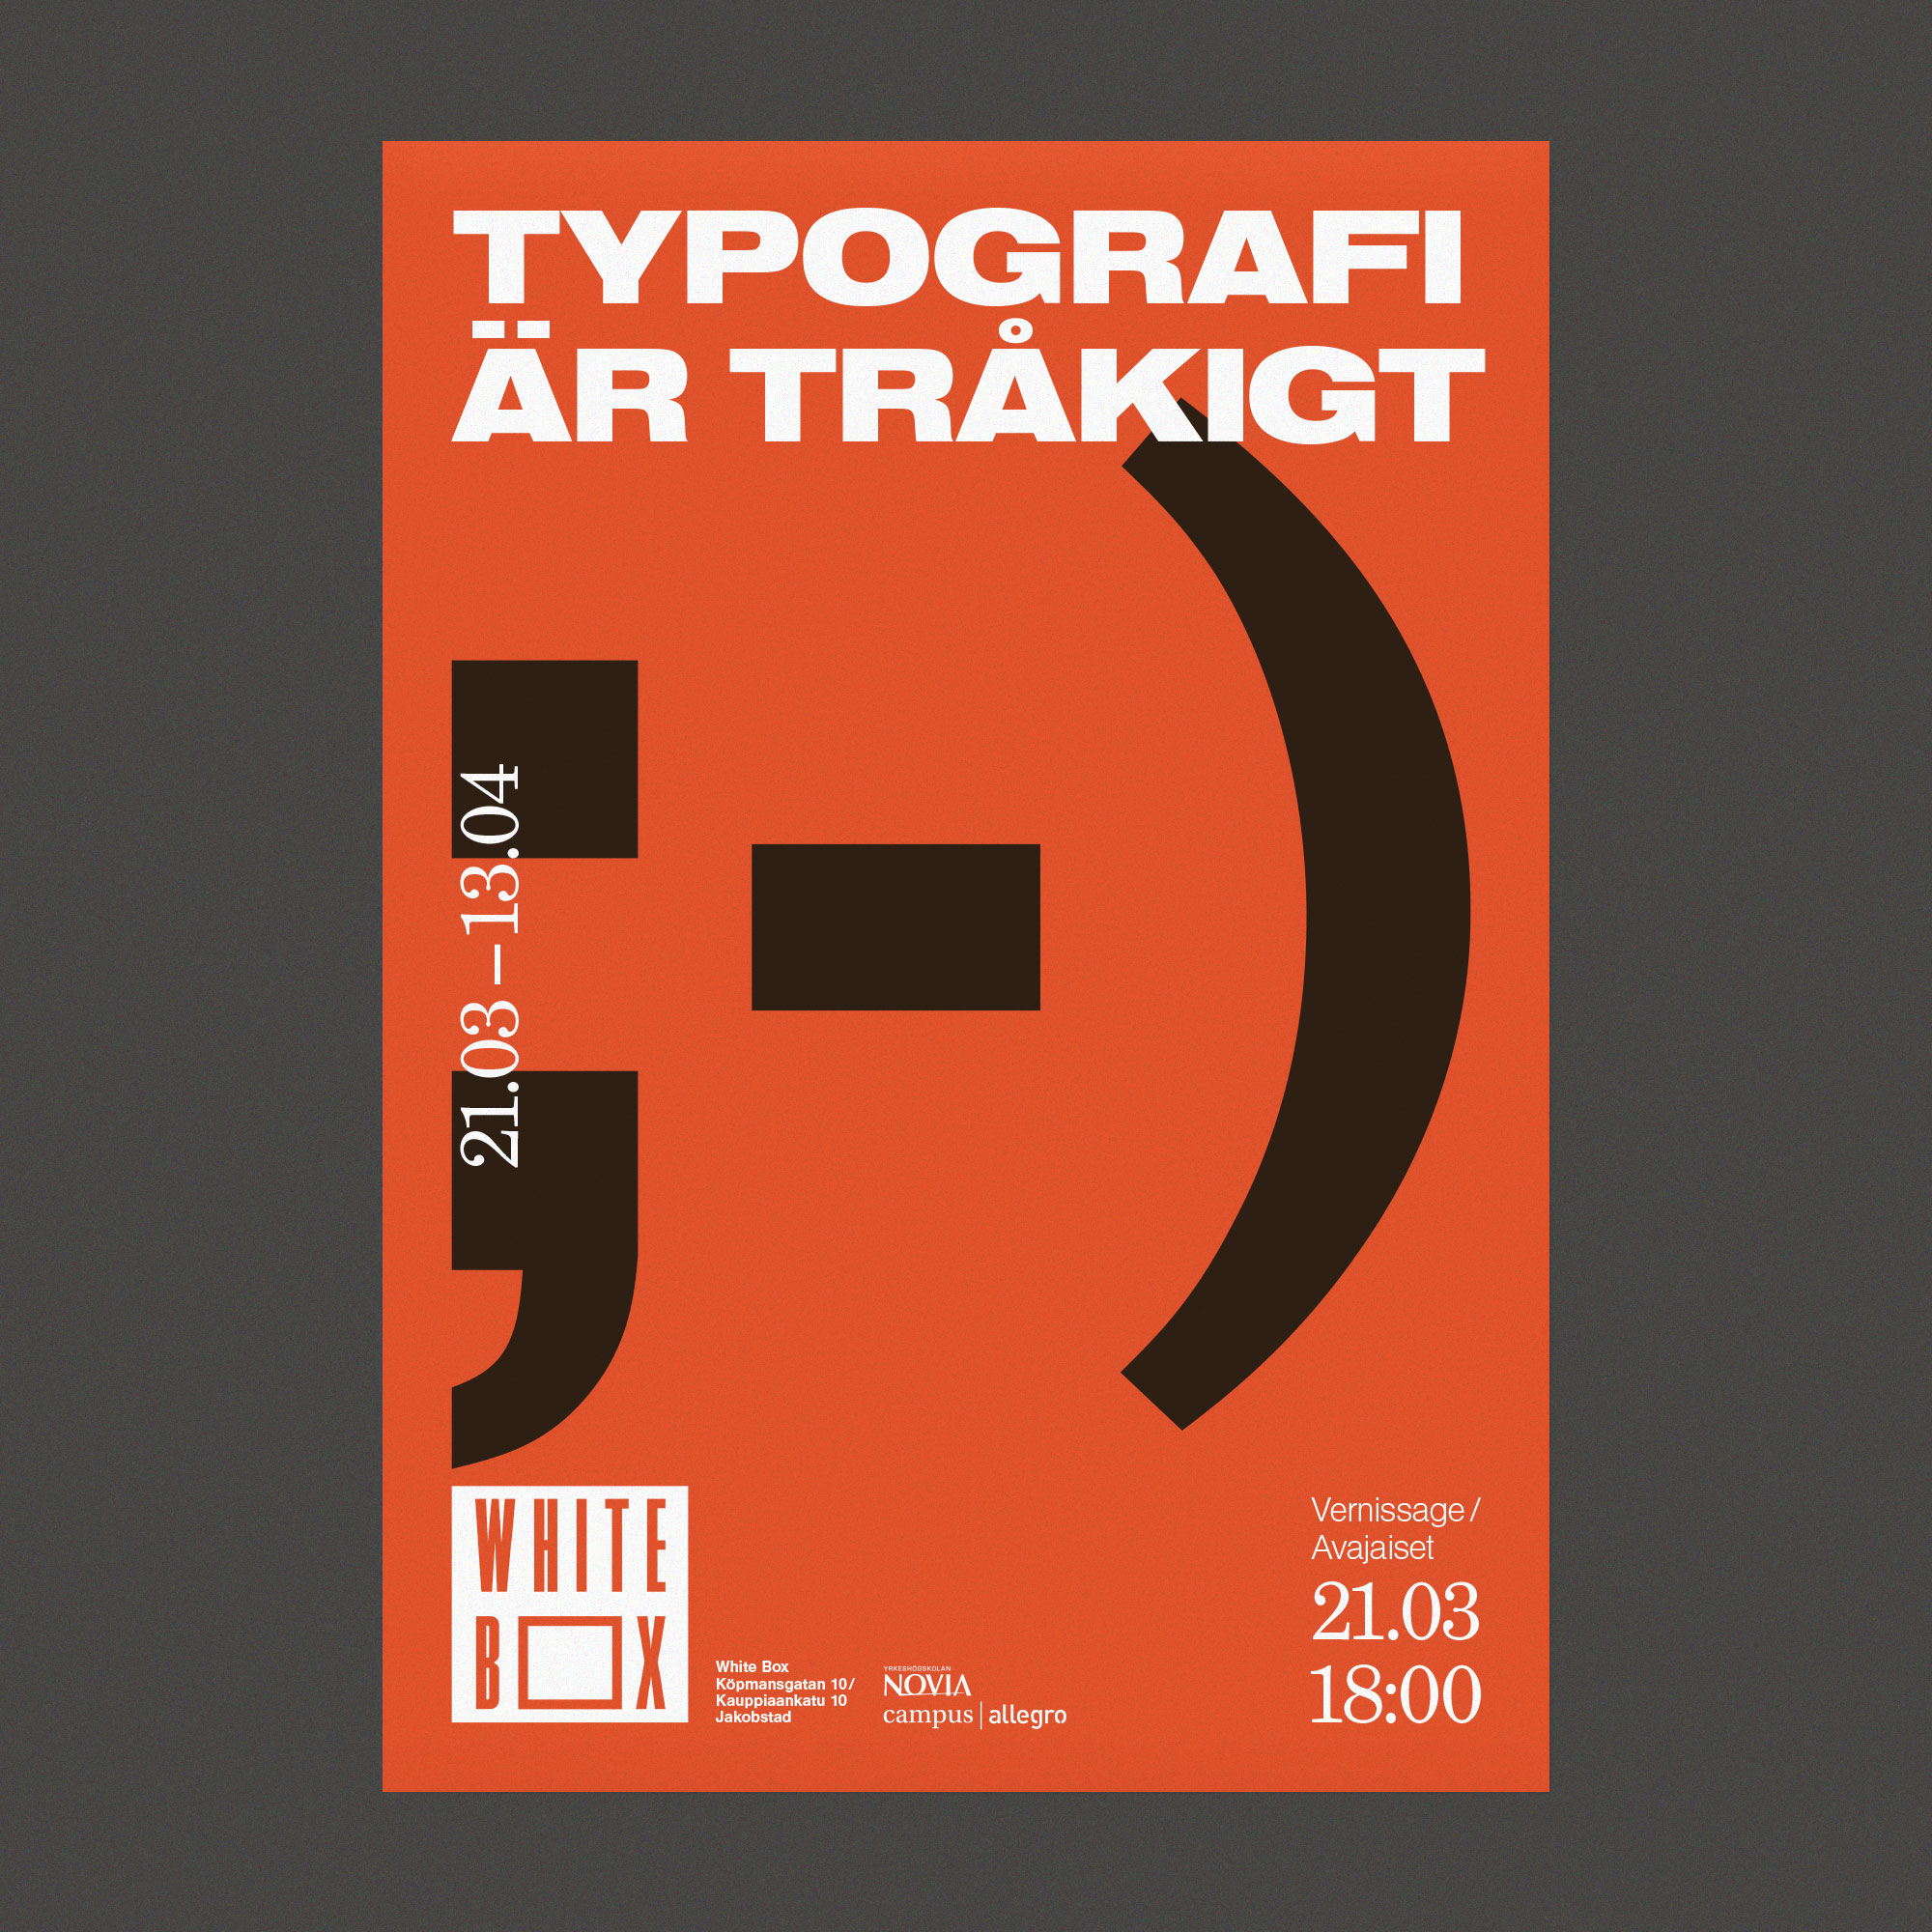 TYPOGRAFI
ÄR TRÅKIGT
;-)
21.03 – 13.04
WHITE
BOX
White Box
Köpmansgatan 10/
Kauppiaankatu 10
Jakobstad
YRKESHÖGSKOLAN
NOVIA
campus | allegro
Vernissage /
Avajaiset
21.03
18:00